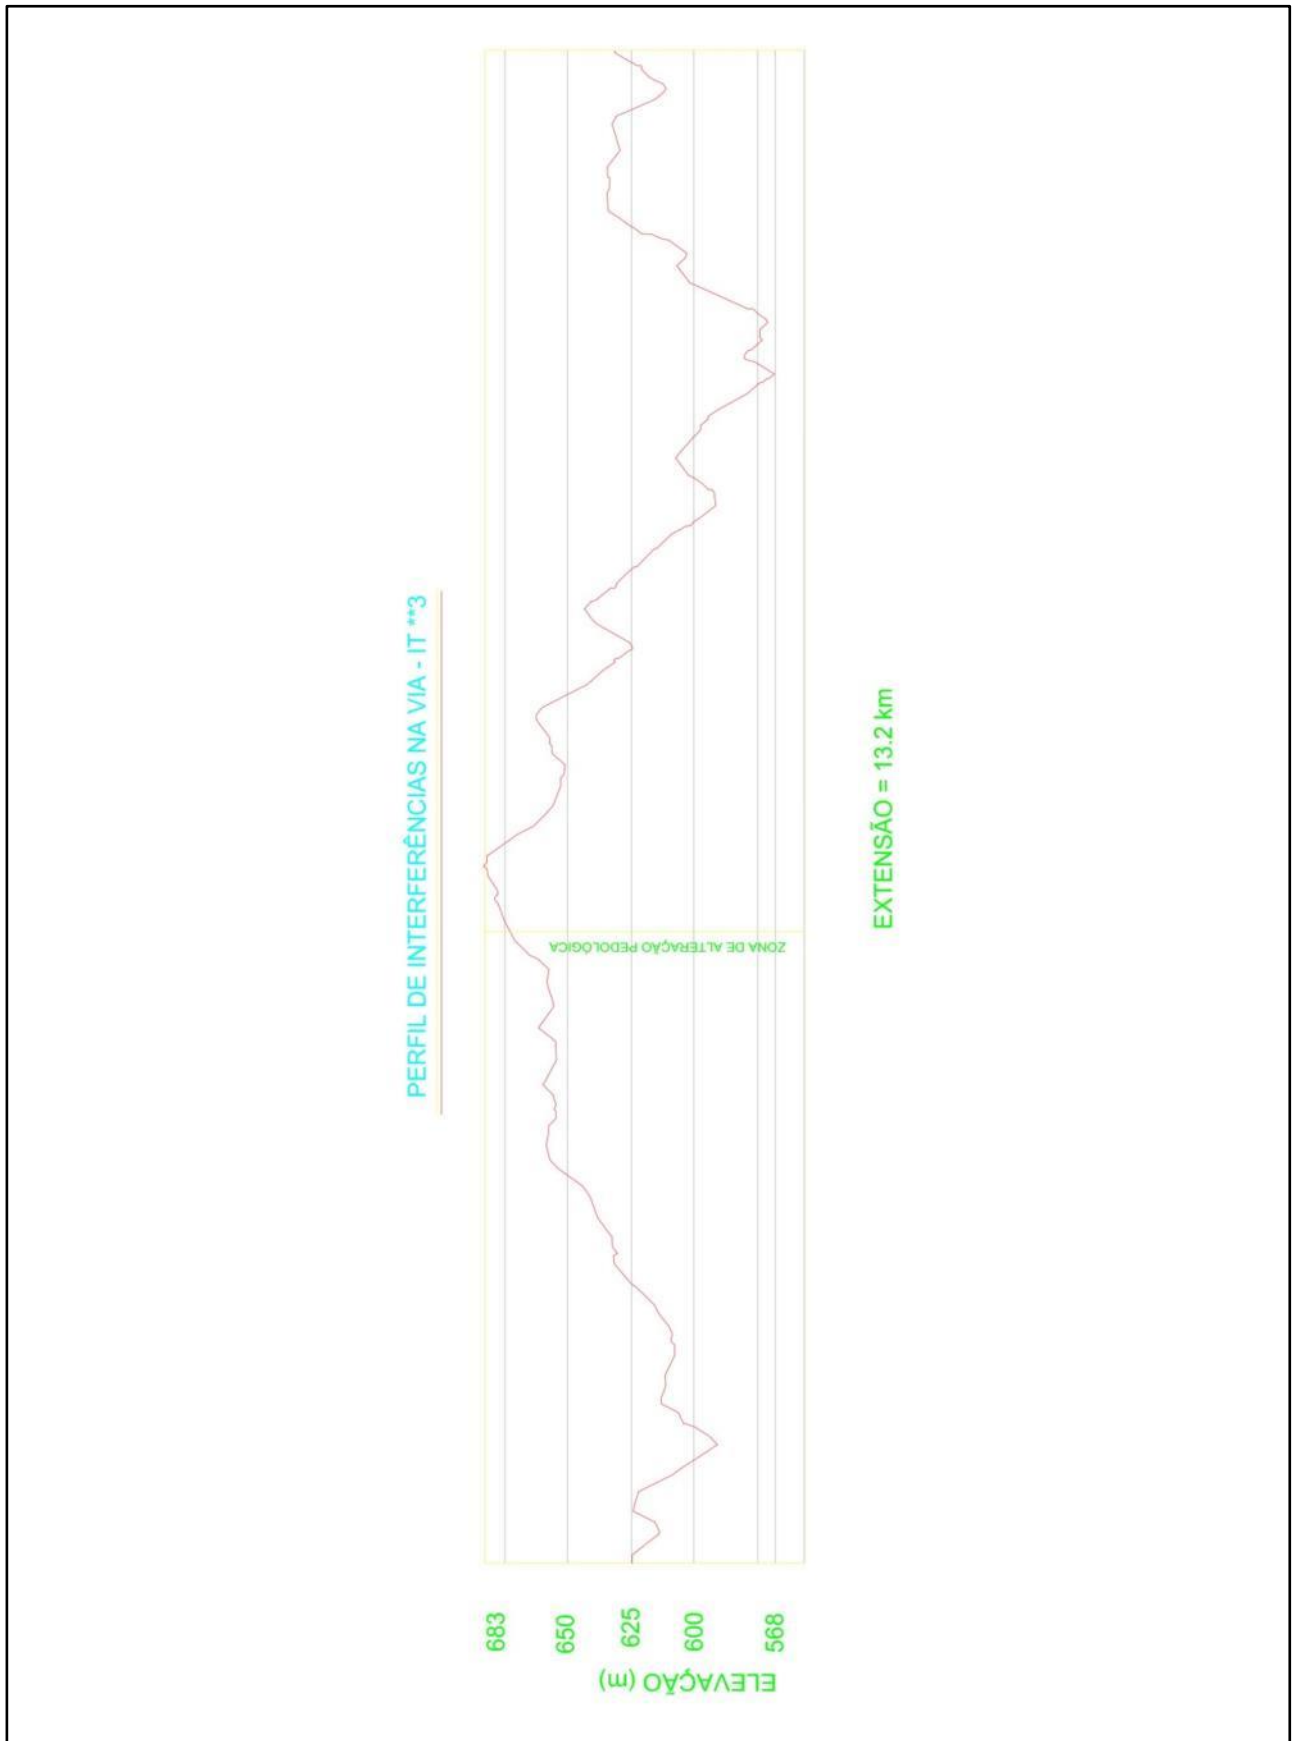 PERFIL DE INTERFERÊNCIAS NA VIA - IT **3
ELEVAÇÃO (m)
683
650
625
600
568
ZONA DE ALTERAÇÃO PEDOLÓGICA
EXTENSÃO = 13.2 km